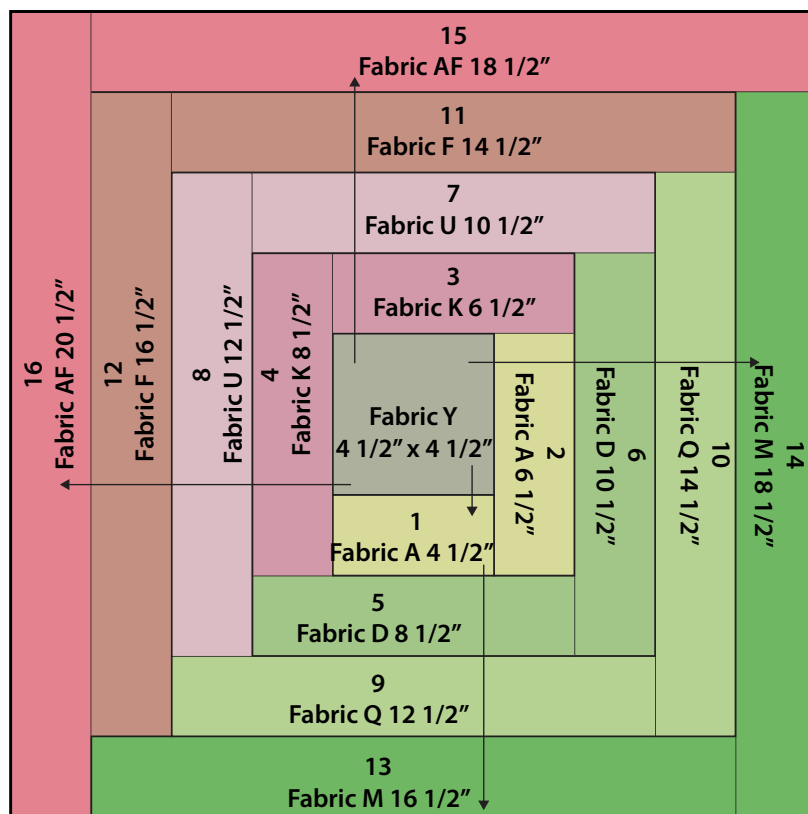 15
Fabric AF 18 1/2”
11
Fabric F 14 1/2”
7
Fabric U 10 1/2”
3
Fabric K 6 1/2”
16
Fabric AF 20 1/2”
12
Fabric F 16 1/2”
8
Fabric U 12 1/2”
4
Fabric K 8 1/2”
Fabric Y
4 1/2” x 4 1/2”
2
Fabric A 6 1/2”
6
Fabric D 10 1/2”
10
Fabric Q 14 1/2”
14
Fabric M 18 1/2”
1
Fabric A 4 1/2”
5
Fabric D 8 1/2”
9
Fabric Q 12 1/2”
13
Fabric M 16 1/2”